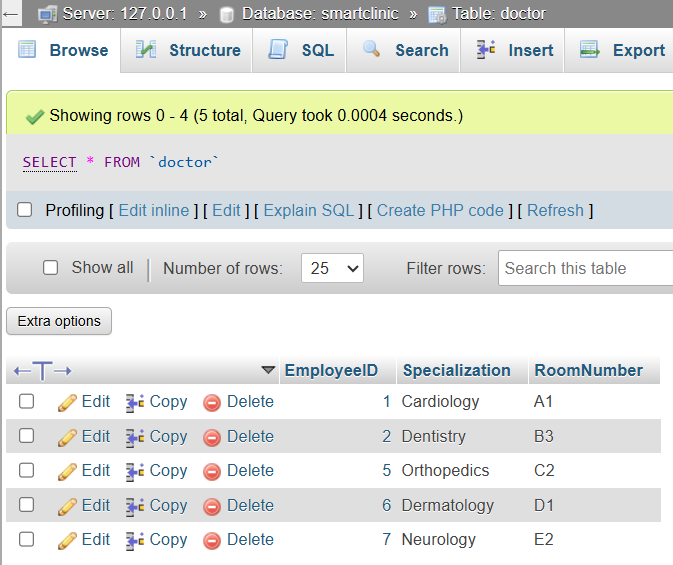 ← Server: 127.0.0.1 » Database: smartclinic » Table: doctor
Browse Structure SQL Search Insert Export
Showing rows 0 - 4 (5 total, Query took 0.0004 seconds.)
SELECT * FROM `doctor`
Profiling [ Edit inline ] [ Edit ] [ Explain SQL ] [ Create PHP code ] [ Refresh ]
Show all | Number of rows: 25 Filter rows: Search this table
Extra options
←T→ EmployeeID Specialization RoomNumber
Edit Copy Delete 1 Cardiology A1
Edit Copy Delete 2 Dentistry B3
Edit Copy Delete 5 Orthopedics C2
Edit Copy Delete 6 Dermatology D1
Edit Copy Delete 7 Neurology E2